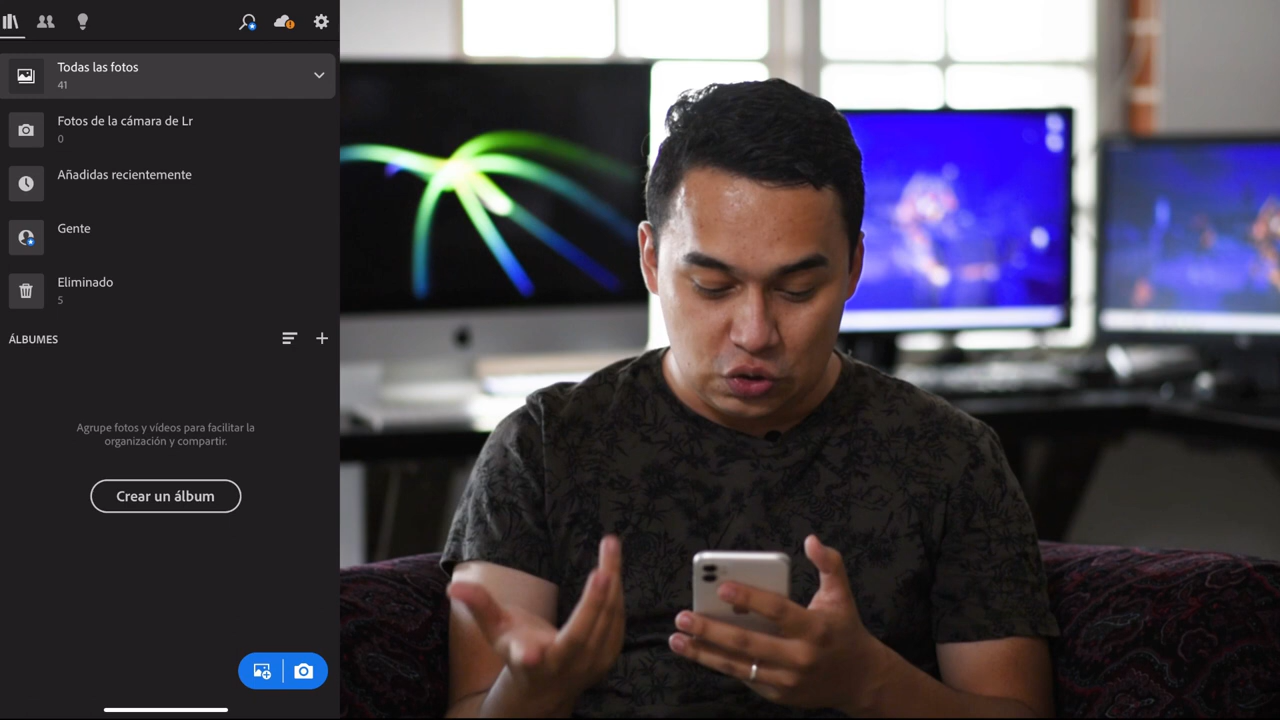 Todas las fotos
41
Fotos de la cámara de Lr
0
Añadidas recientemente
Gente
Eliminado
5
ÁLBUMES
Agrupe fotos y vídeos para facilitar la
organización y compartir.
Crear un álbum